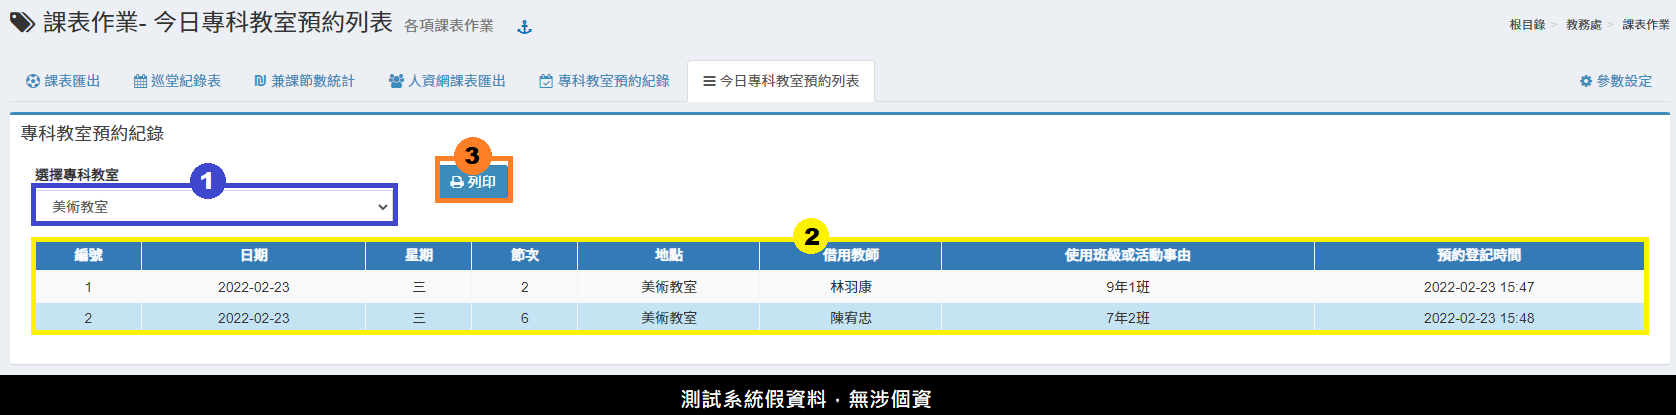 課表作業- 今日專科教室預約列表 各項課表作業
根目錄 > 教務處 > 課表作業
課表匯出 巡堂紀錄表 兼課節數統計 人資網課表匯出 專科教室預約紀錄 今日專科教室預約列表 參數設定
專科教室預約紀錄
3
列印
選擇專科教室
1
美術教室
2
編號 日期 星期 節次 地點 借用教師 使用班級或活動事由 預約登記時間
1 2022-02-23 三 2 美術教室 林羽康 9年1班 2022-02-23 15:47
2 2022-02-23 三 6 美術教室 陳宥忠 7年2班 2022-02-23 15:48
測試系統假資料，無涉個資